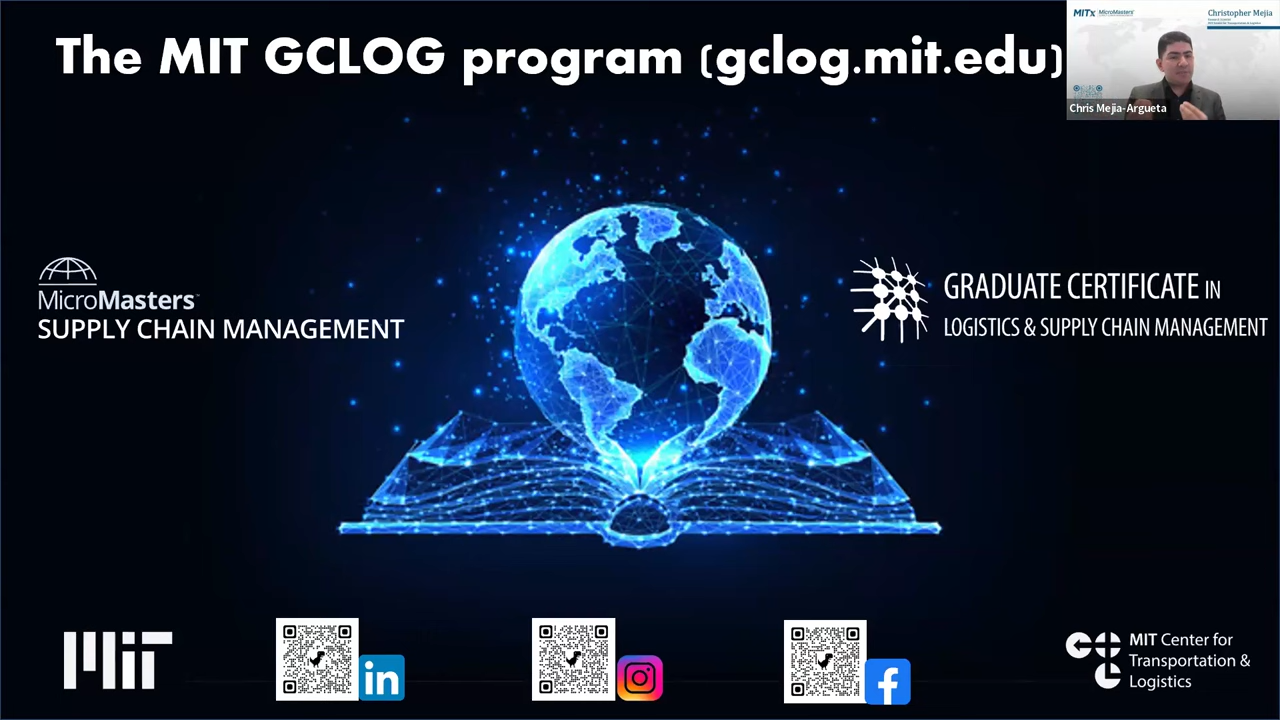 The MIT GCLOG program (gclog.mit.edu)
MITx MicroMasters
Christopher Mejia
Chris Mejia-Argueta
MicroMasters™
SUPPLY CHAIN MANAGEMENT
GRADUATE CERTIFICATE IN
LOGISTICS & SUPPLY CHAIN MANAGEMENT
MIT
in
f
MIT Center for
Transportation &
Logistics